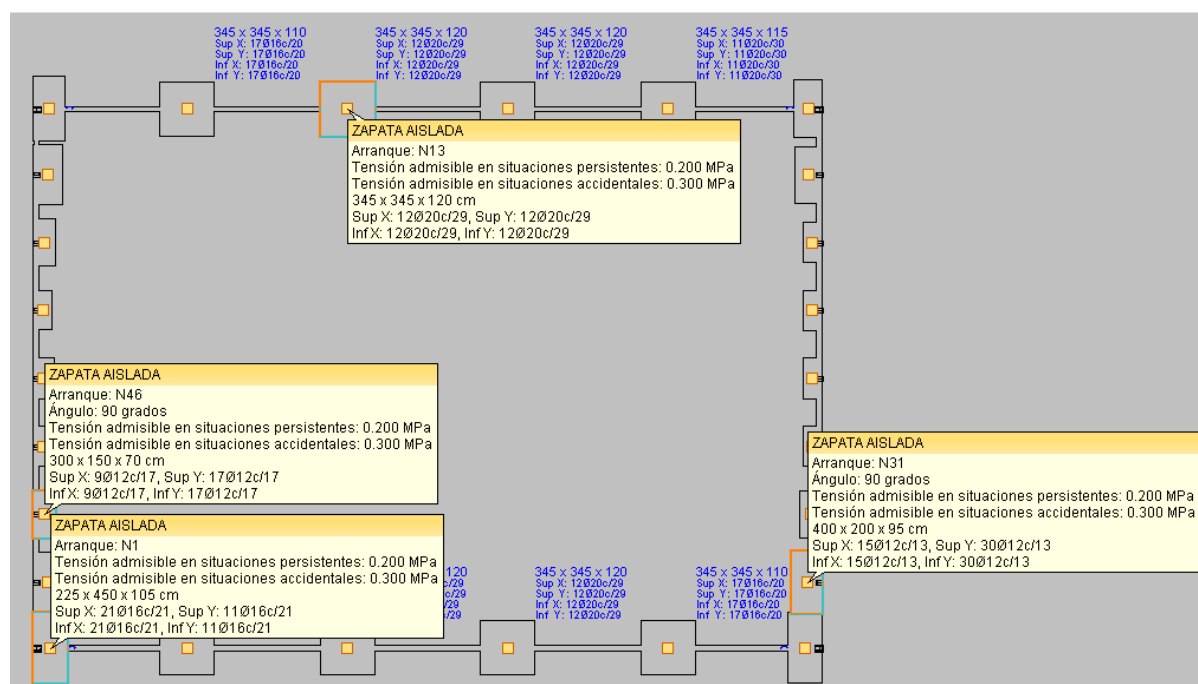 345 x 345 x 110
Sup X: 17Ø16c/20
Sup Y: 17Ø16c/20
Inf X: 17Ø16c/20
Inf Y: 17Ø16c/20
345 x 345 x 120
Sup X: 12Ø20c/29
Sup Y: 12Ø20c/29
Inf X: 12Ø20c/29
Inf Y: 12Ø20c/29
345 x 345 x 120
Sup X: 12Ø20c/29
Sup Y: 12Ø20c/29
Inf X: 12Ø20c/29
Inf Y: 12Ø20c/29
345 x 345 x 115
Sup X: 11Ø20c/30
Sup Y: 11Ø20c/30
Inf X: 11Ø20c/30
Inf Y: 11Ø20c/30
ZAPATA AISLADA
Arranque: N13
Tensión admisible en situaciones persistentes: 0.200 MPa
Tensión admisible en situaciones accidentales: 0.300 MPa
345 x 345 x 120 cm
Sup X: 12Ø20c/29, Sup Y: 12Ø20c/29
Inf X: 12Ø20c/29, Inf Y: 12Ø20c/29
ZAPATA AISLADA
Arranque: N46
Ángulo: 90 grados
Tensión admisible en situaciones persistentes: 0.200 MPa
Tensión admisible en situaciones accidentales: 0.300 MPa
300 x 150 x 70 cm
Sup X: 9Ø12c/17, Sup Y: 17Ø12c/17
Inf X: 9Ø12c/17, Inf Y: 17Ø12c/17
ZAPATA AISLADA
Arranque: N31
Ángulo: 90 grados
Tensión admisible en situaciones persistentes: 0.200 MPa
Tensión admisible en situaciones accidentales: 0.300 MPa
400 x 200 x 95 cm
Sup X: 15Ø12c/13, Sup Y: 30Ø12c/13
Inf X: 15Ø12c/13, Inf Y: 30Ø12c/13
ZAPATA AISLADA
Arranque: N1
Tensión admisible en situaciones persistentes: 0.200 MPa
Tensión admisible en situaciones accidentales: 0.300 MPa
225 x 450 x 105 cm
Sup X: 21Ø16c/21, Sup Y: 11Ø16c/21
Inf X: 21Ø16c/21, Inf Y: 11Ø16c/21
120
c/29
c/29
c/29
c/29
345 x 345 x 120
Sup X: 12Ø20c/29
Sup Y: 12Ø20c/29
Inf X: 12Ø20c/29
Inf Y: 12Ø20c/29
345 x 345 x 110
Sup X: 17Ø16c/20
Sup Y: 17Ø16c/20
Inf X: 17Ø16c/20
Inf Y: 17Ø16c/20